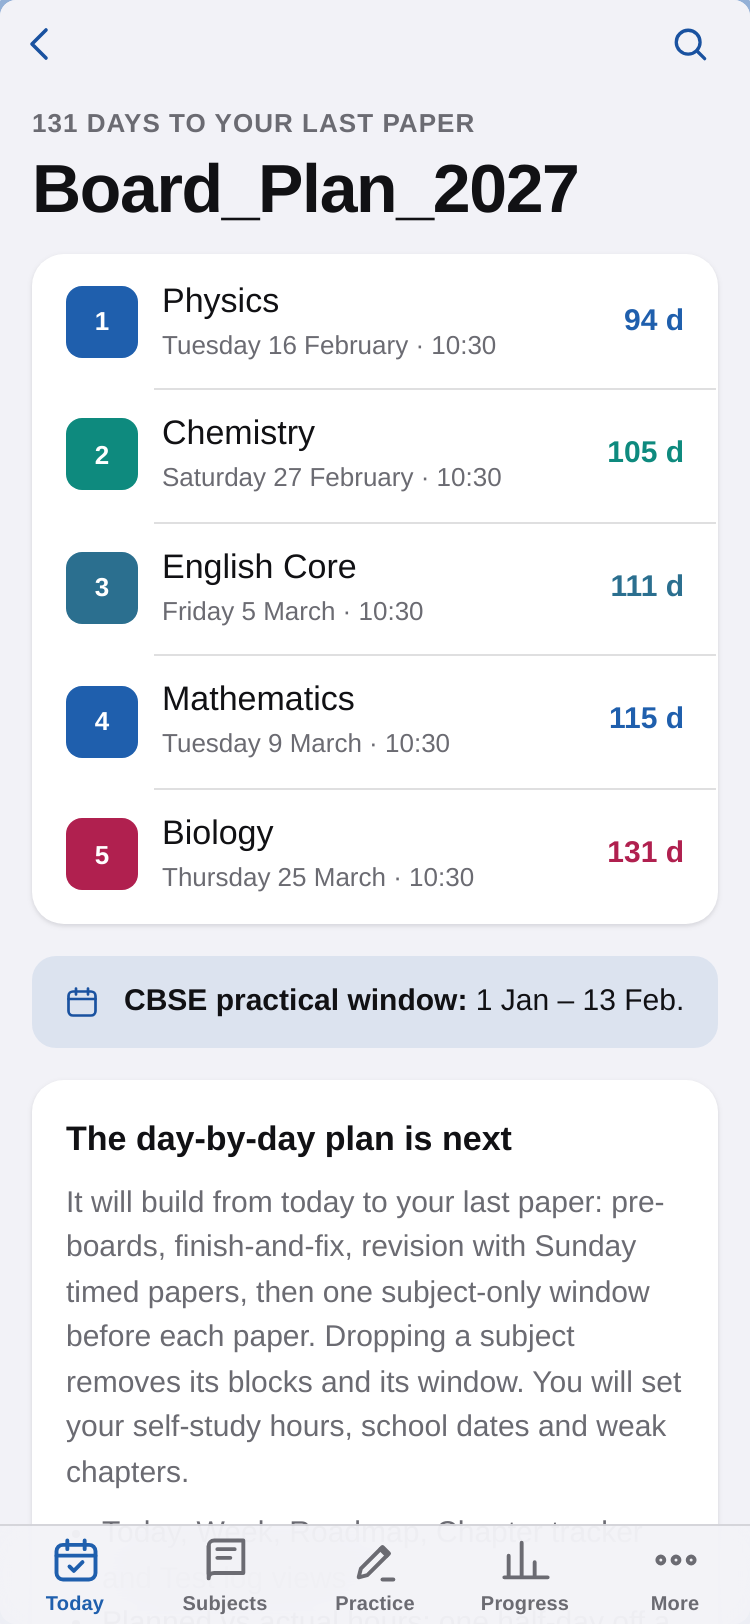 131 DAYS TO YOUR LAST PAPER
Board_Plan_2027
1
Physics
94 d
Tuesday 16 February · 10:30
2
Chemistry
105 d
Saturday 27 February · 10:30
3
English Core
111 d
Friday 5 March · 10:30
4
Mathematics
115 d
Tuesday 9 March · 10:30
5
Biology
131 d
Thursday 25 March · 10:30
CBSE practical window: 1 Jan – 13 Feb.
The day-by-day plan is next
It will build from today to your last paper: pre-
boards, finish-and-fix, revision with Sunday
timed papers, then one subject-only window
before each paper. Dropping a subject
removes its blocks and its window. You will set
your self-study hours, school dates and weak
chapters.
Today, Week, Roadmap, Chapter tracker
views
Today
Subjects
Practice
Progress
More